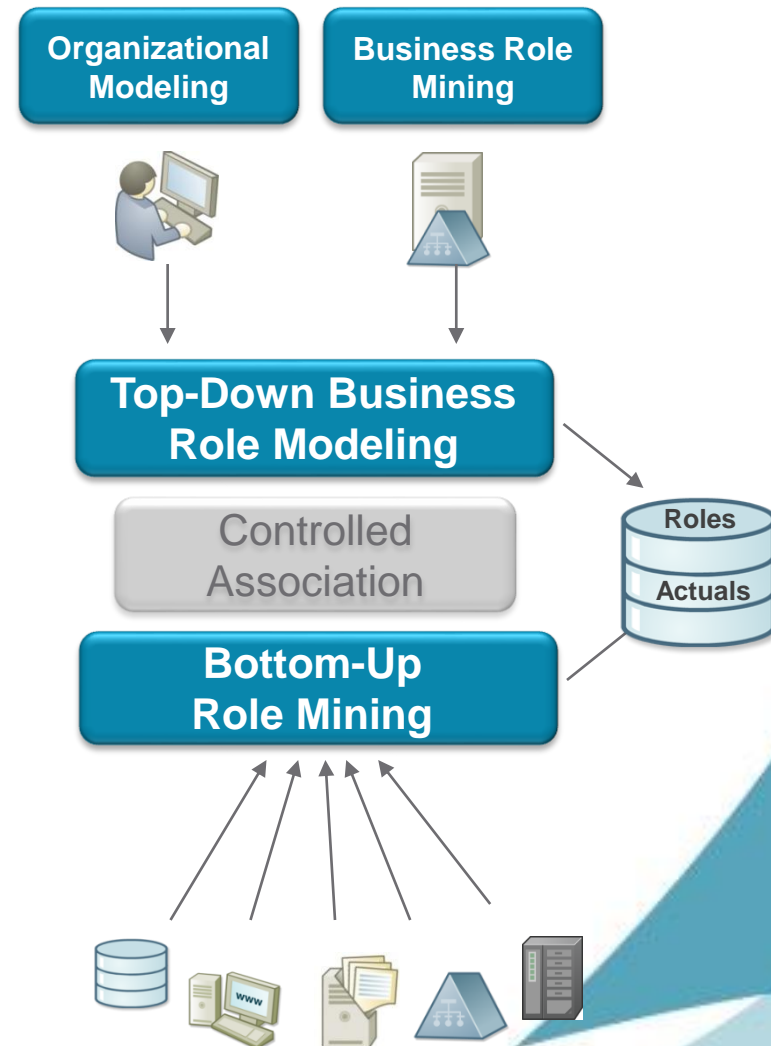 Organizational
Modeling
Business Role
Mining
Top-Down Business
Role Modeling
Controlled
Association
Roles
Actuals
Bottom-Up
Role Mining
www